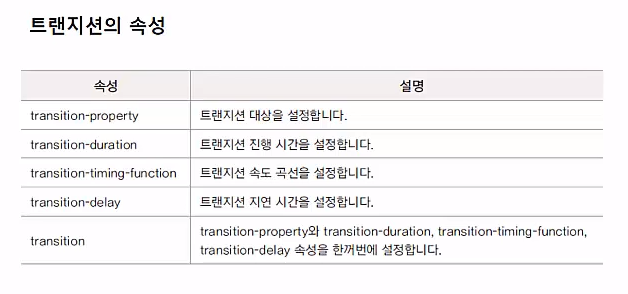 트랜지션의 속성
속성 설명
transition-property 트랜지션 대상을 설정합니다.
transition-duration 트랜지션 진행 시간을 설정합니다.
transition-timing-function 트랜지션 속도 곡선을 설정합니다.
transition-delay 트랜지션 지연 시간을 설정합니다.
transition transition-property와 transition-duration, transition-timing-function,
transition-delay 속성을 한꺼번에 설정합니다.